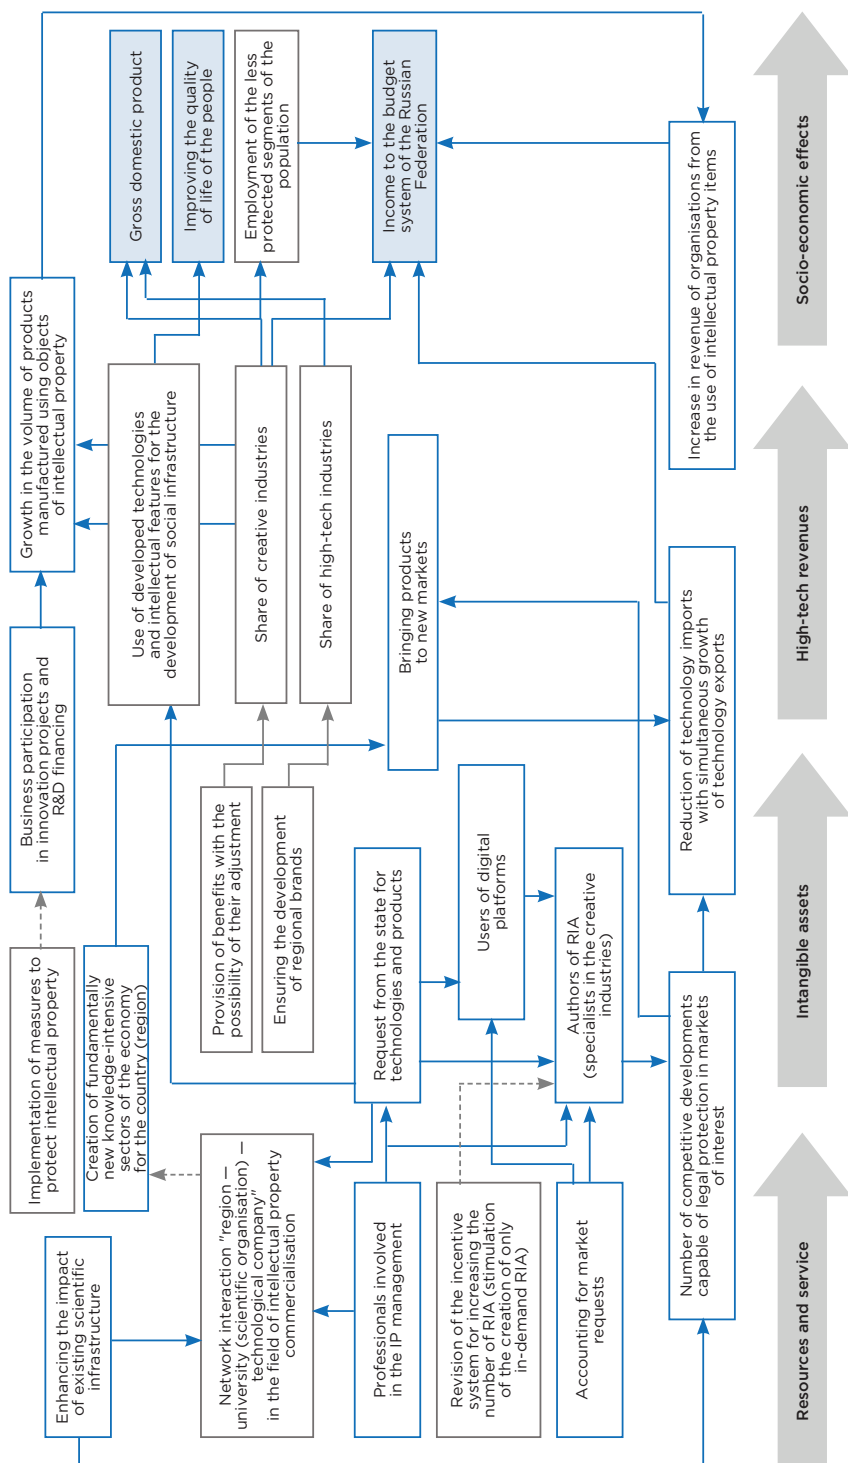 Enhancing the impact
of existing scientific
infrastructure
Network interaction "region —
university (scientific organisation) —
technological company"
in the field of intellectual property
commercialisation
Professionals involved
in the IP management
Revision of the incentive
system for increasing the
number of RIA (stimulation
of the creation of only
in-demand RIA)
Accounting for market
requests
Resources and service
Implementation of measures to
protect intellectual property
Creation of fundamentally
new knowledge-intensive
sectors of the economy
for the country (region)
Provision of benefits with the
possibility of their adjustment
Ensuring the development
of regional brands
Request from the state for
technologies and products
Users of digital
platforms
Authors of RIA
(specialists in the creative
industries)
Number of competitive developments
capable of legal protection in markets
of interest
Intangible assets
Business participation
in innovation projects and
R&D financing
Growth in the volume of products
manufactured using objects
of intellectual property
Use of developed technologies
and intellectual features for the
development of social infrastructure
Share of creative industries
Share of high-tech industries
Bringing products
to new markets
Reduction of technology imports
with simultaneous growth
of technology exports
High-tech revenues
Gross domestic product
Improving the quality
of life of the people
Employment of the less
protected segments of the
population
Income to the budget
system of the Russian
Federation
Increase in revenue of organisations from
the use of intellectual property items
Socio-economic effects